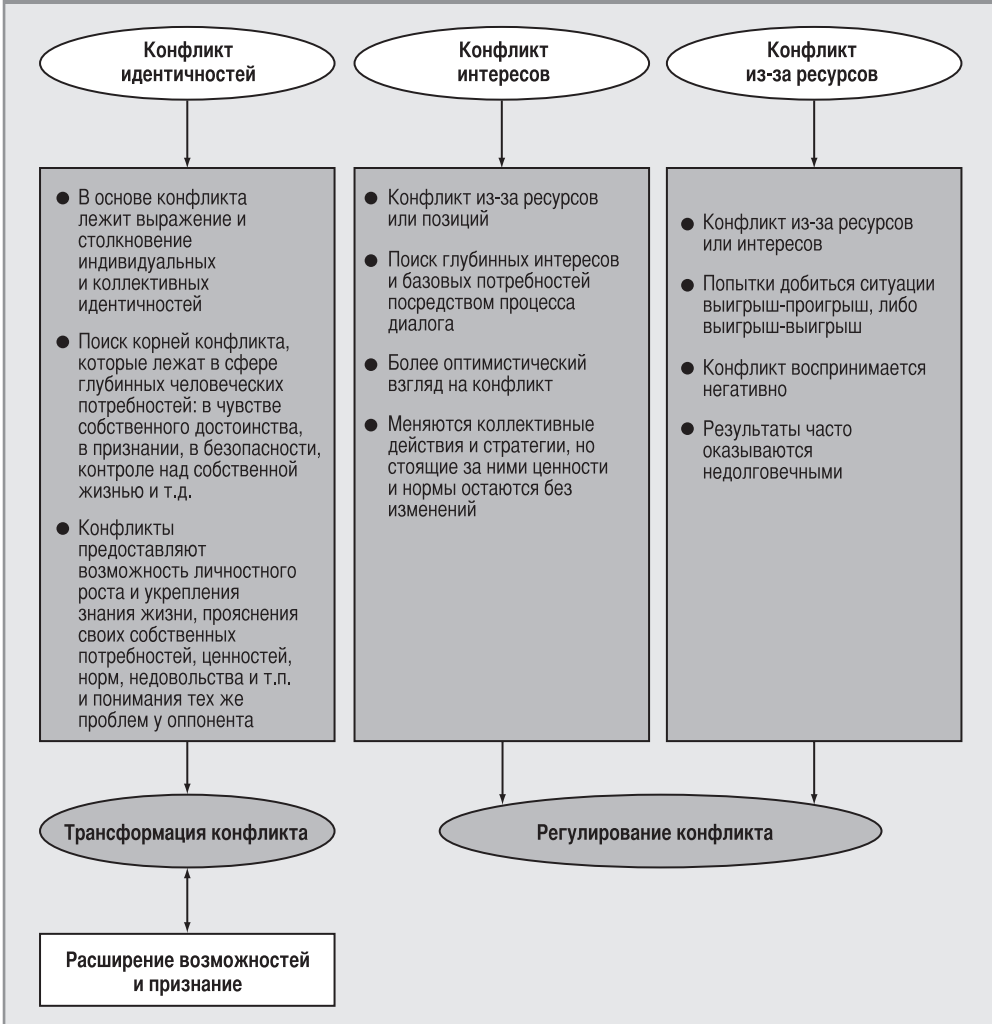 Конфликт
идентичностей
В основе конфликта
лежит выражение и
столкновение
индивидуальных
и коллективных
идентичностей
Поиск корней конфликта,
которые лежат в сфере
глубинных человеческих
потребностей: в чувстве
собственного достоинства,
в признании, в безопасности,
контроле над собственной
жизнью и т.д.
Конфликты
предоставляют
возможность личностного
роста и укрепления
знания жизни, прояснения
своих собственных
потребностей, ценностей,
норм, недовольства и т.п.
и понимания тех же
проблем у оппонента
Трансформация конфликта
Расширение возможностей
и признание
Конфликт
интересов
Конфликт из-за ресурсов
или позиций
Поиск глубинных интересов
и базовых потребностей
посредством процесса
диалога
Более оптимистический
взгляд на конфликт
Меняются коллективные
действия и стратегии, но
стоящие за ними ценности
и нормы остаются без
изменений
Конфликт
из-за ресурсов
Конфликт из-за ресурсов
или интересов
Попытки добиться ситуации
выигрыш-проигрыш, либо
выигрыш-выигрыш
Конфликт воспринимается
негативно
Результаты часто
оказываются
недолговечными
Регулирование конфликта